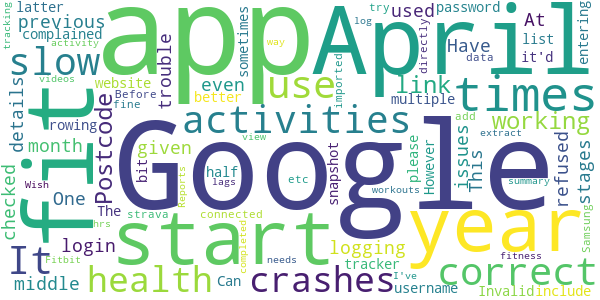 latter
previous
complained
app
April
used
try
log
password
At
list
it'd
entering
tracking
slow
sometimes
trouble
use
imported
directly
Have
link
times
activity
videos
way
website
even
better
Before
fine
multiple
data
add
working
details
fit
Postcode
rowing
month
activities
Google
issues
This
extract
refused
stages
checked
One
given
bit
The
strava
half
lags
view
etc
snapshot
please
However
workouts
summary
It
login
start
logging
year
connected
hrs
Wish
middle
Fitbit
health
Can
Reports
completed
crashes
needs
tracker
I've
username
fitness
correct
Invalid
include
Samsung